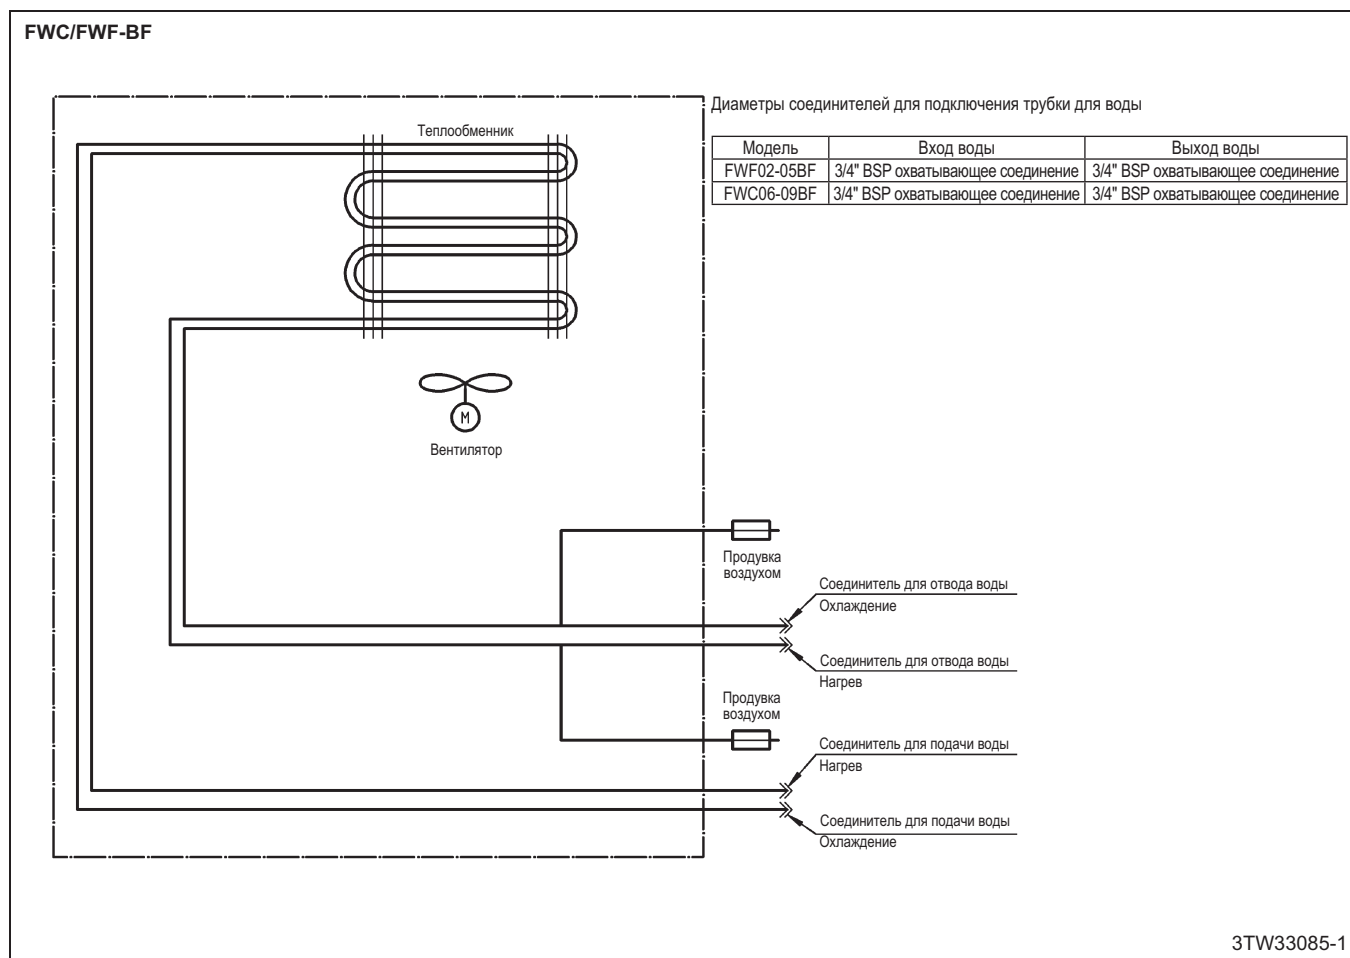 FWC/FWF-BF
Диаметры соединителей для подключения трубки для воды
Модель Вход воды Выход воды
FWF02-05BF 3/4" BSP охватывающее соединение 3/4" BSP охватывающее соединение
FWC06-09BF 3/4" BSP охватывающее соединение 3/4" BSP охватывающее соединение
Теплообменник
M
Вентилятор
Продувка
воздухом
Соединитель для отвода воды
Охлаждение
Соединитель для отвода воды
Нагрев
Продувка
воздухом
Соединитель для подачи воды
Нагрев
Соединитель для подачи воды
Охлаждение
3TW33085-1